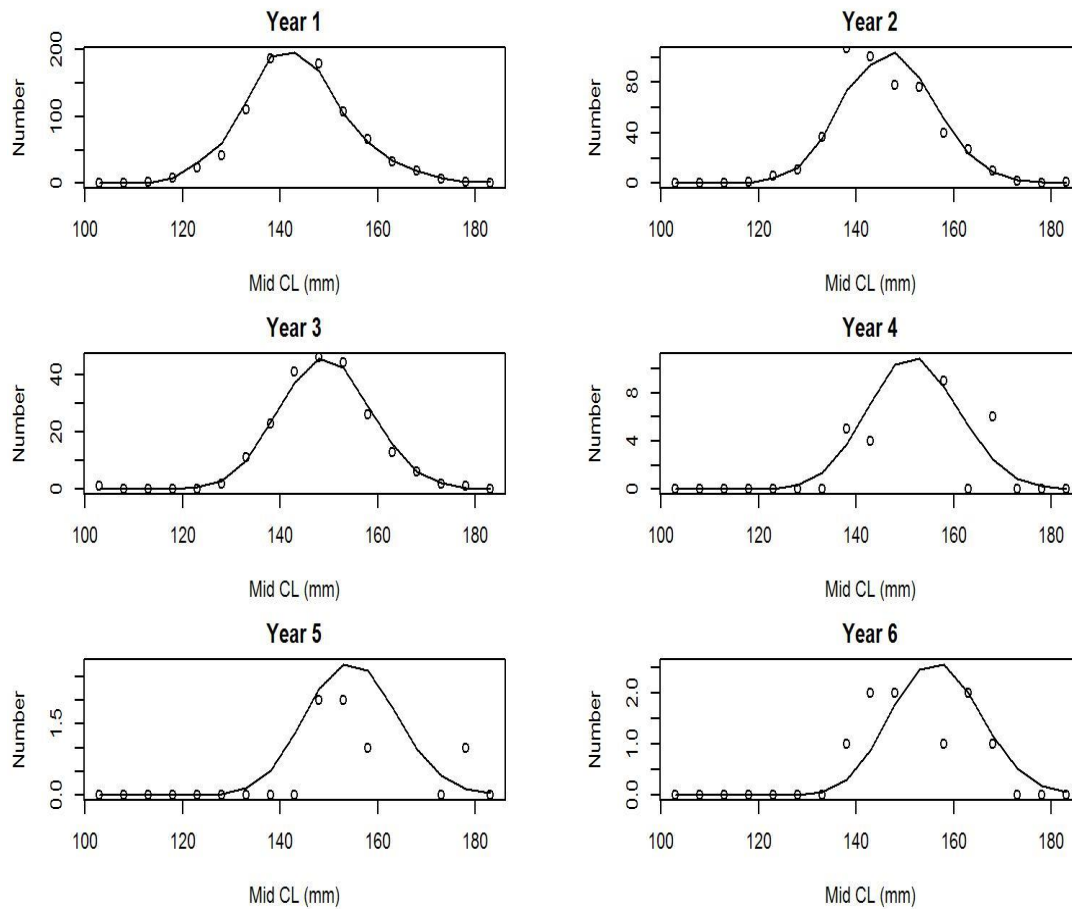 Year 1
Number
0 100 200
100 120 140 160 180
Mid CL (mm)
Year 2
Number
0 40 80
100 120 140 160 180
Mid CL (mm)
Year 3
Number
0 20 40
100 120 140 160 180
Mid CL (mm)
Year 4
Number
0 4 8
100 120 140 160 180
Mid CL (mm)
Year 5
Number
0.0 1.5
100 120 140 160 180
Mid CL (mm)
Year 6
Number
0.0 1.0 2.0
100 120 140 160 180
Mid CL (mm)